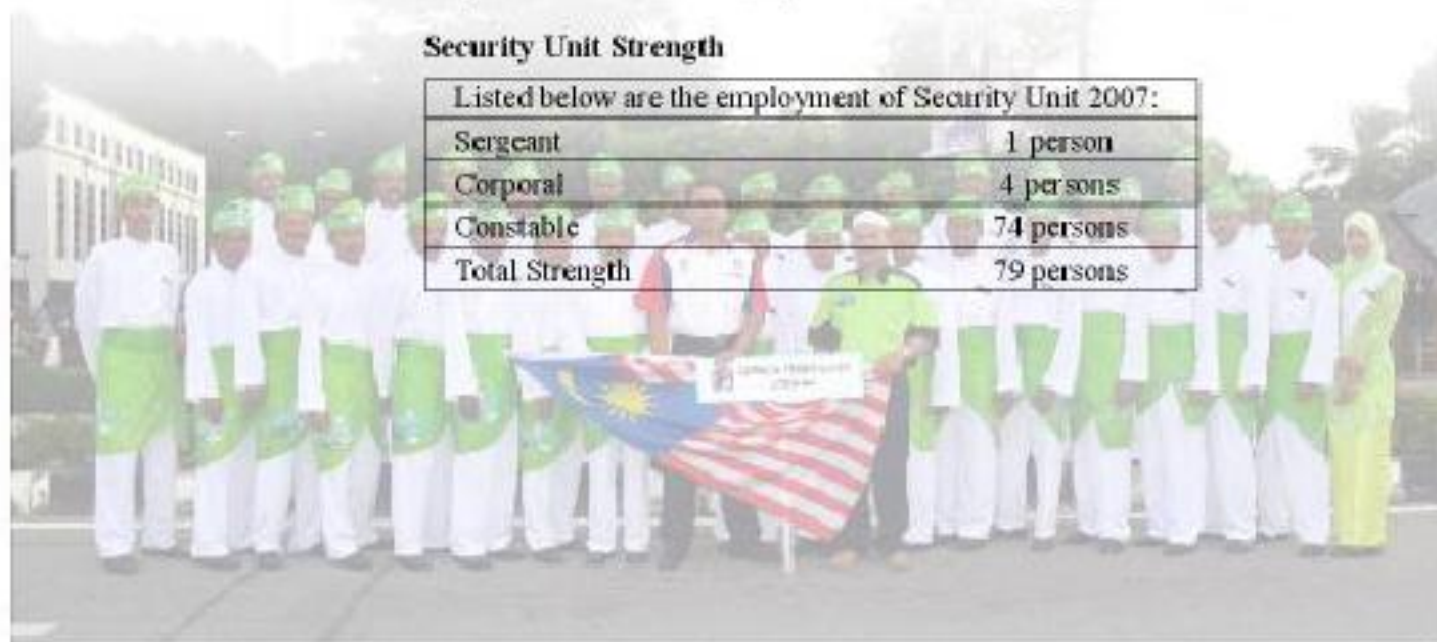 Security Unit Strength
Listed below are the employment of Security Unit 2007:
Sergeant 1 person
Corporal 4 persons
Constable 74 persons
Total Strength 79 persons